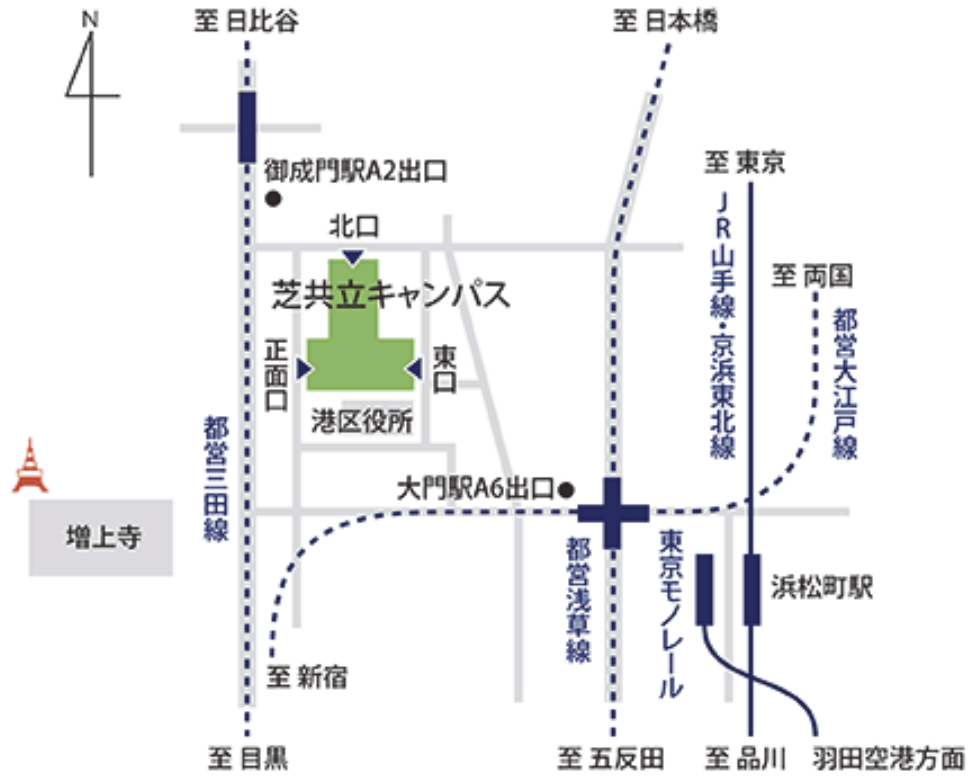 N
至 日比谷
至 日本橋
御成門駅A2出口
至 東京
北口
JR山手線・京浜東北線
至 両国
芝共立キャンパス
都営大江戸線
正面口
東口
港区役所
都営三田線
大門駅A6出口
増上寺
都営浅草線
東京モノレール
浜松町駅
至 新宿
至 目黒
至 五反田
至 品川
羽田空港方面